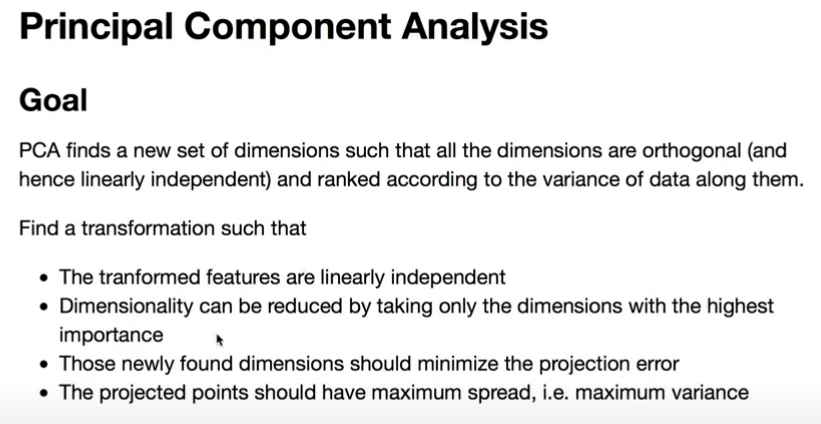 Principal Component Analysis
Goal
PCA finds a new set of dimensions such that all the dimensions are orthogonal (and
hence linearly independent) and ranked according to the variance of data along them.
Find a transformation such that
• The tranformed features are linearly independent
• Dimensionality can be reduced by taking only the dimensions with the highest
importance
• Those newly found dimensions should minimize the projection error
• The projected points should have maximum spread, i.e. maximum variance